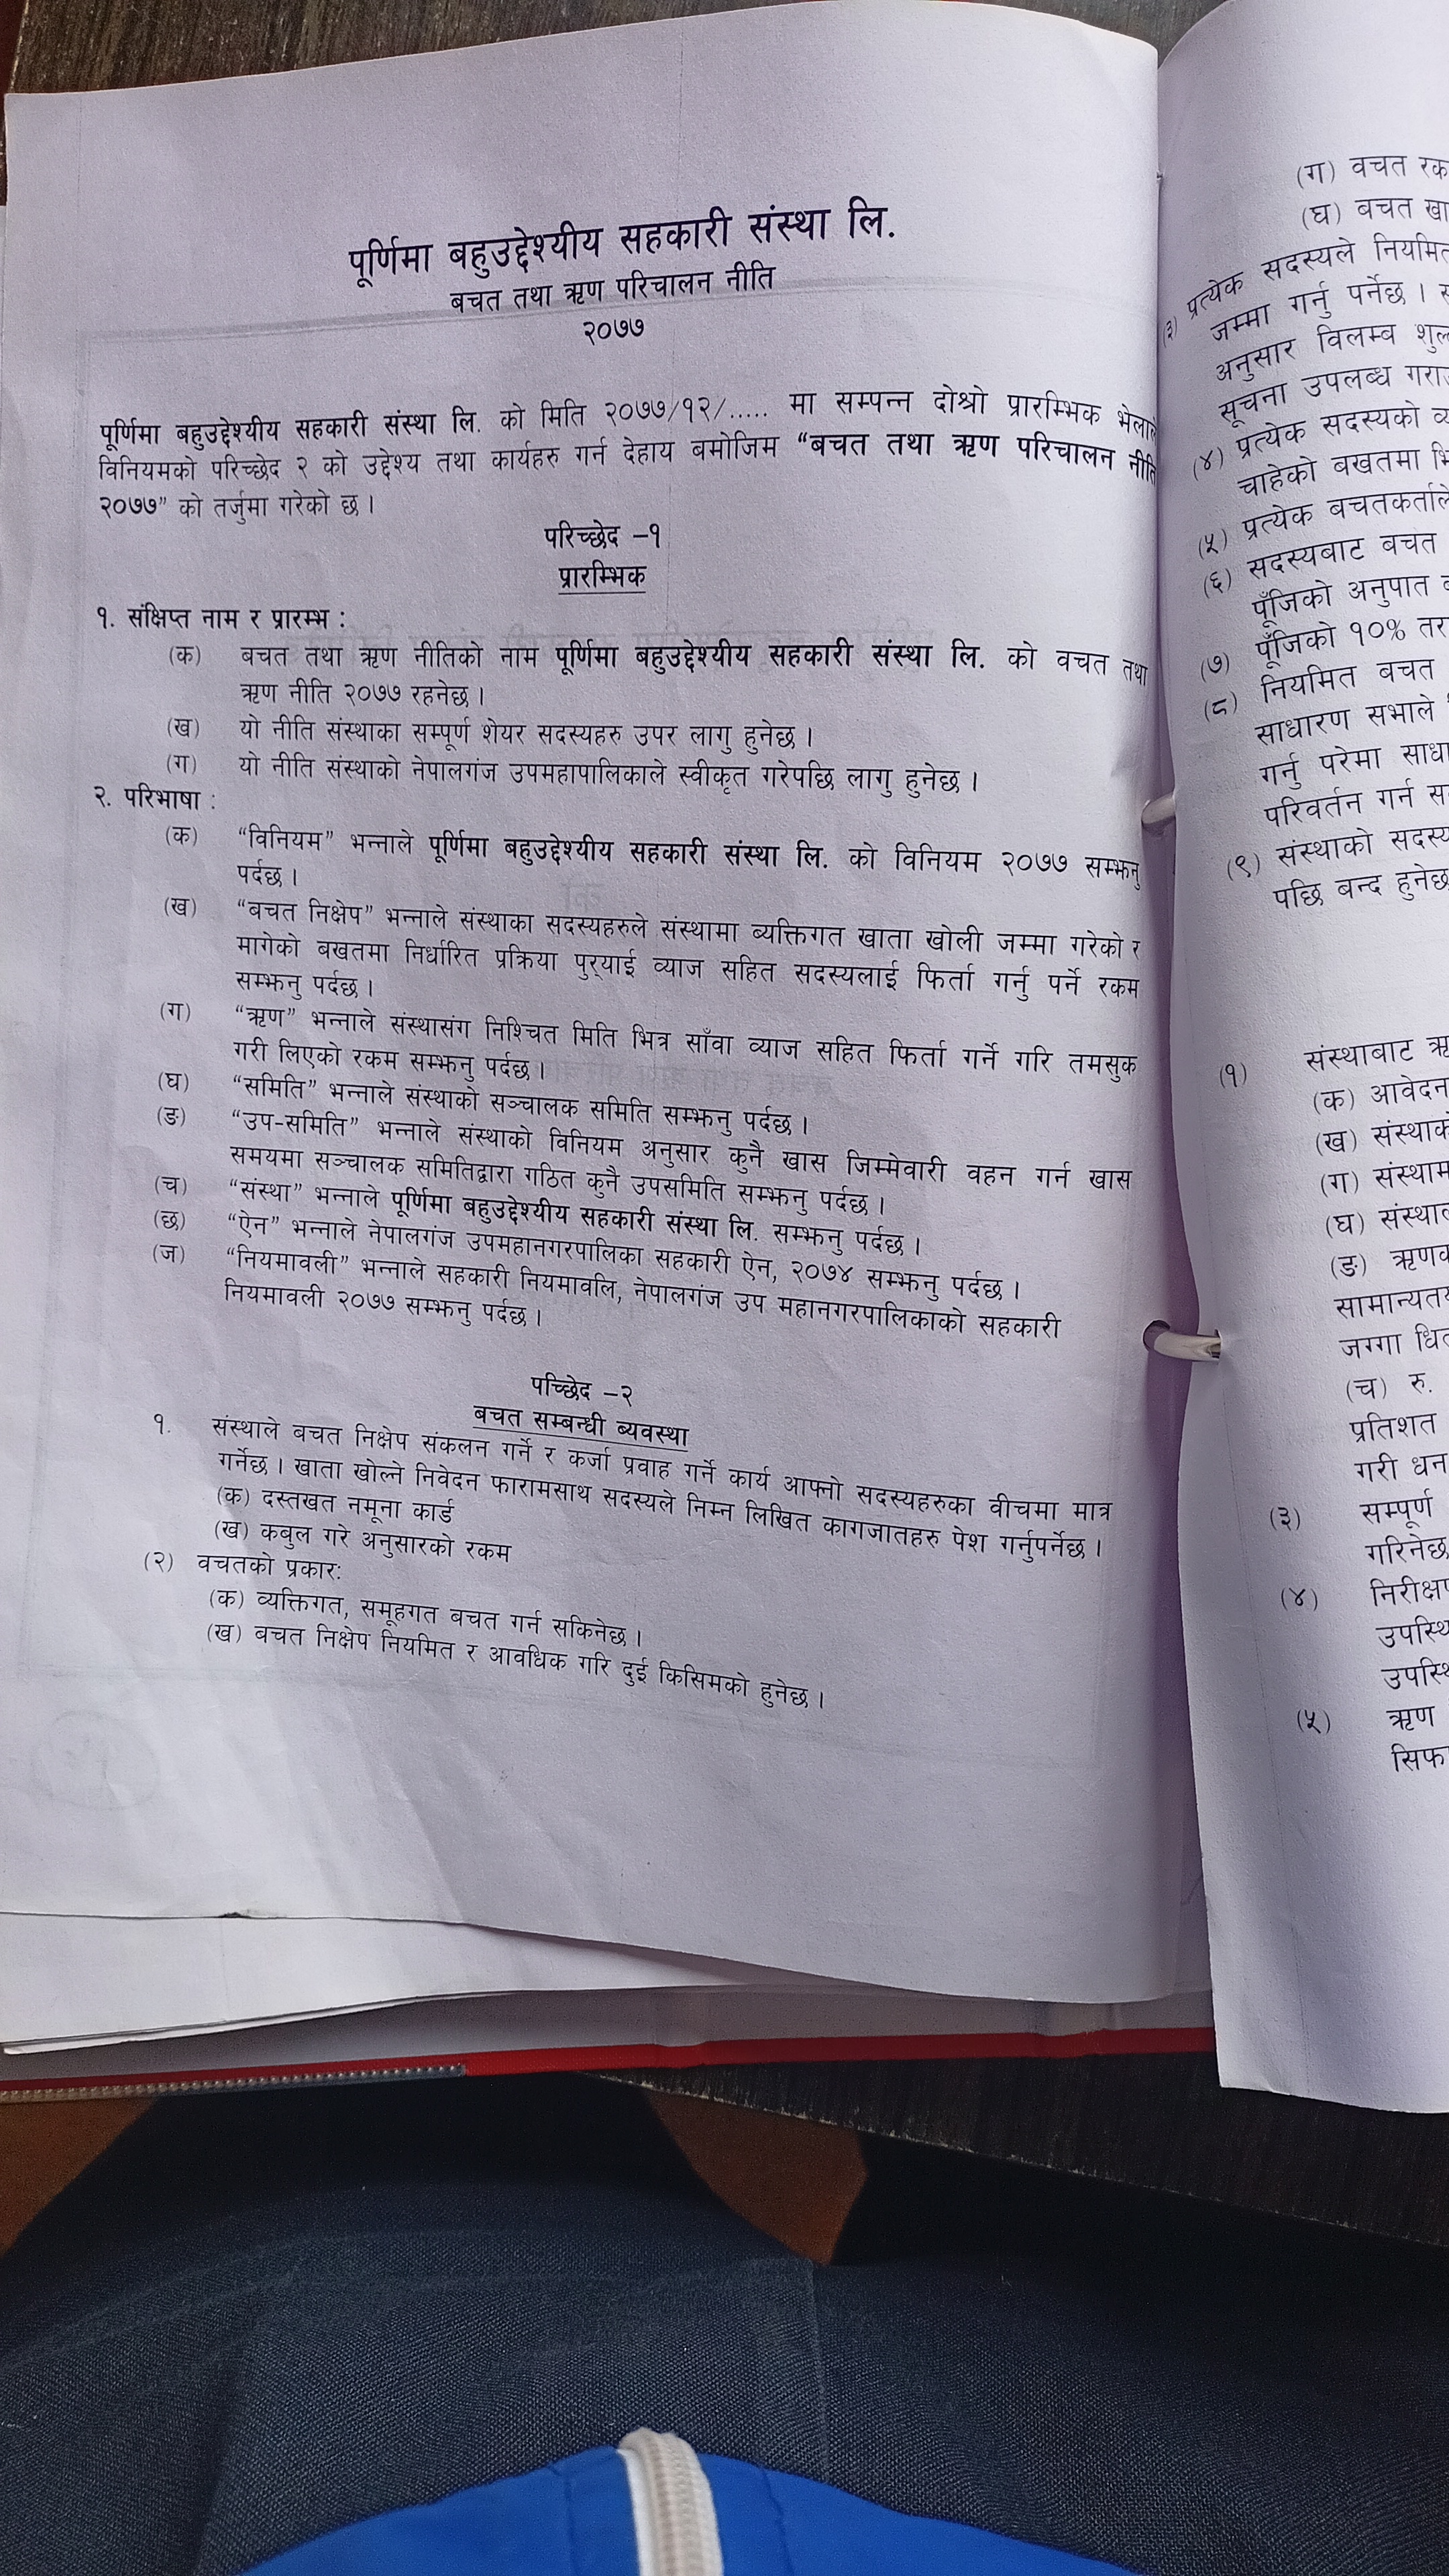 पूर्णिमा बहुउद्देश्यीय सहकारी संस्था लि.
बचत तथा ऋण परिचालन नीति
२०७७
पूर्णिमा बहुउद्देश्यीय सहकारी संस्था लि. को मिति २०७७/१२/..... मा सम्पन्न दोश्रो प्रारम्भिक भेलाले
विनियमको परिच्छेद २ को उद्देश्य तथा कार्यहरु गर्न देहाय बमोजिम “बचत तथा ऋण परिचालन नीति
२०७७” को तर्जुमा गरेको छ ।
परिच्छेद –१
प्रारम्भिक
१. संक्षिप्त नाम र प्रारम्भ :
(क) बचत तथा ऋण नीतिको नाम पूर्णिमा बहुउद्देश्यीय सहकारी संस्था लि. को वचत तथा
ऋण नीति २०७७ रहनेछ ।
(ख) यो नीति संस्थाका सम्पूर्ण शेयर सदस्यहरु उपर लागु हुनेछ ।
(ग) यो नीति संस्थाको नेपालगंज उपमहापालिकाले स्वीकृत गरेपछि लागु हुनेछ ।
२. परिभाषा :
(क) “विनियम” भन्नाले पूर्णिमा बहुउद्देश्यीय सहकारी संस्था लि. को विनियम २०७७ सम्झनु
पर्दछ ।
(ख) “बचत निक्षेप” भन्नाले संस्थाका सदस्यहरुले संस्थामा ब्यक्तिगत खाता खोली जम्मा गरेको र
मागेको बखतमा निर्धारित प्रक्रिया पुर्‍याई ब्याज सहित सदस्यलाई फिर्ता गर्नु पर्ने रकम
सम्झनु पर्दछ ।
(ग) “ऋण” भन्नाले संस्थासंग निश्चित मिति भित्र साँवा ब्याज सहित फिर्ता गर्ने गरि तमसुक
गरी लिएको रकम सम्झनु पर्दछ ।
(घ) “समिति” भन्नाले संस्थाको सञ्चालक समिति सम्झनु पर्दछ ।
(ङ) “उप-समिति” भन्नाले संस्थाको विनियम अनुसार कुनै खास जिम्मेवारी वहन गर्न खास
समयमा सञ्चालक समितिद्वारा गठित कुनै उपसमिति सम्झनु पर्दछ ।
(च) “संस्था” भन्नाले पूर्णिमा बहुउद्देश्यीय सहकारी संस्था लि. सम्झनु पर्दछ ।
(छ) “ऐन” भन्नाले नेपालगंज उपमहानगरपालिका सहकारी ऐन, २०७४ सम्झनु पर्दछ ।
(ज) “नियमावली” भन्नाले सहकारी नियमावलि, नेपालगंज उप महानगरपालिकाको सहकारी
नियमावली २०७७ सम्झनु पर्दछ ।
पच्छिेद –२
बचत सम्बन्धी ब्यवस्था
१. संस्थाले बचत निक्षेप संकलन गर्ने र कर्जा प्रवाह गर्ने कार्य आफ्नो सदस्यहरुका वीचमा मात्र
गर्नेछ । खाता खोल्ने निवेदन फारामसाथ सदस्यले निम्न लिखित कागजातहरु पेश गर्नुपर्नेछ ।
(क) दस्तखत नमूना कार्ड
(ख) कबुल गरे अनुसारको रकम
(२) वचतको प्रकारः
(क) व्यक्तिगत, समूहगत बचत गर्न सकिनेछ ।
(ख) बचत निक्षेप नियमित र आवधिक गरि दुई किसिमको हुनेछ ।
(ग) वचत
(घ) बचत
(३) प्रत्येक सदस्यले
जम्मा गर्नु पर्नेछ ।
अनुसार विलम्ब
सूचना उपलब्ध
(४) प्रत्येक सदस्यको
चाहेको बखतमा
(५) प्रत्येक
(६) सदस्यबाट बचत
पूँजिको अनुपात
पूँजिको १०%
(७) नियमित बचत
(८) साधारण सभाले
गर्नु परेमा
परिवर्तन गर्न
(९) संस्थाको
पछि बन्द हुनेछ
(१) संस्थाबाट
(क) आवेदन
(ख)
(ग)
(घ)
(ङ)
जग्गा
(च) रु.
प्रतिशत
गरी धन
(३) सम्पूर्ण
गरिनेछ
(४)
(५) ऋण